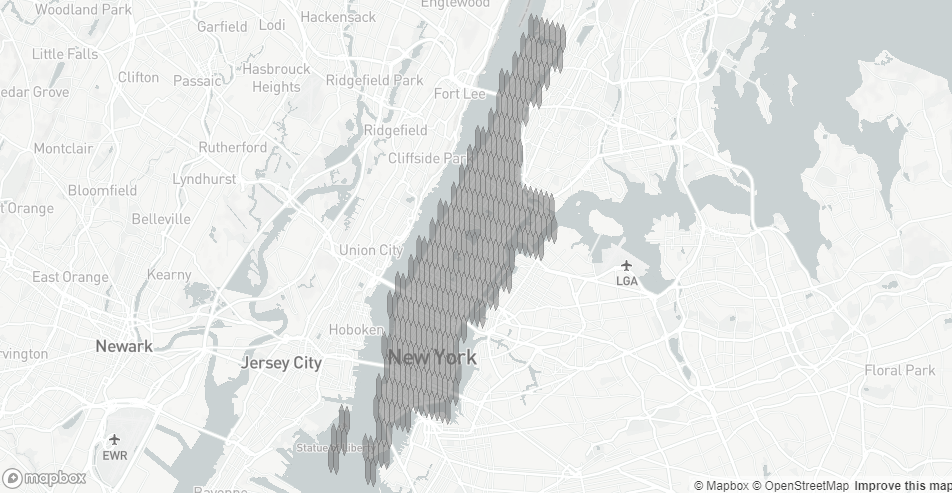 Woodland Park
Englewood
Hackensack
Garfield
Lodi
Little Falls
Clifton
Passaic
Hasbrouck
Heights
Ridgefield Park
Fort Lee
edar Grove
Ridgefield
Montclair
Rutherford
Cliffside Park
Lyndhurst
Bloomfield
st Orange
Belleville
Union City
East Orange
Kearny
LGA
Hoboken
Newark
New York
rvington
Jersey City
Floral Park
EWR
mapbox
© Mapbox © OpenStreetMap Improve this map